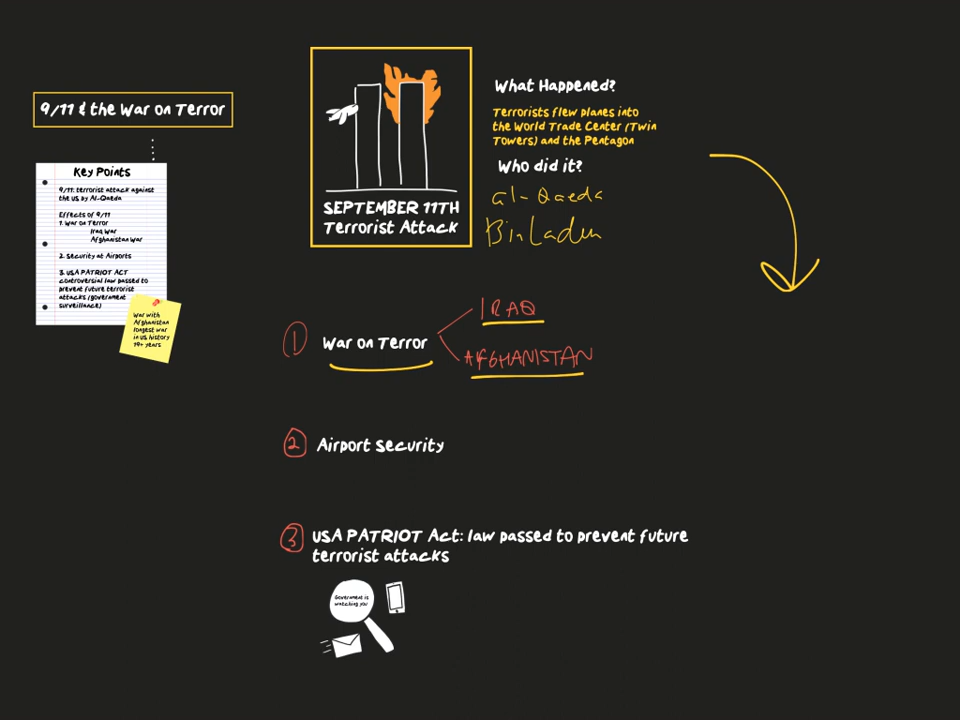 9/11 & the War on Terror
Key Points
9/11: terrorist attack against
the US by Al-Qaeda
Effects of 9/11
1. War on Terror
Iraq War
Afghanistan War
2. Security at Airports
3. USA PATRIOT ACT
controversial law passed to
prevent future terrorist
attacks (government
surveillance)
War with
Afghanistan
longest war
in US history
19+ years
SEPTEMBER 11TH
Terrorist Attack
What Happened?
Terrorists flew planes into
the World Trade Center (Twin
Towers) and the Pentagon
Who did it?
al-Qaeda
Bin Laden
1 War on Terror
IRAQ
AFGHANISTAN
2 Airport Security
3 USA PATRIOT Act: law passed to prevent future
terrorist attacks
Government is
watching you